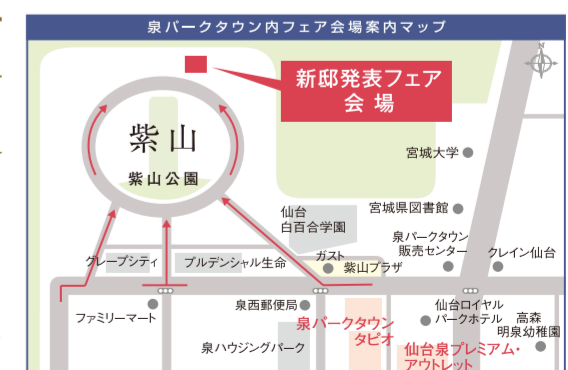 泉パークタウン内フェア会場案内マップ
N
新邸発表フェア
会場
紫山
紫山公園
宮城大学
宮城県図書館
仙台
白百合学園
泉パークタウン
販売センター
クレイン仙台
グレープシティ
プルデンシャル生命
ガスト
紫山プラザ
ファミリーマート
泉西郵便局
泉パークタウン
タピオ
仙台ロイヤル
パークホテル
高森
明泉幼稚園
泉ハウジングパーク
仙台泉プレミアム・
アウトレット